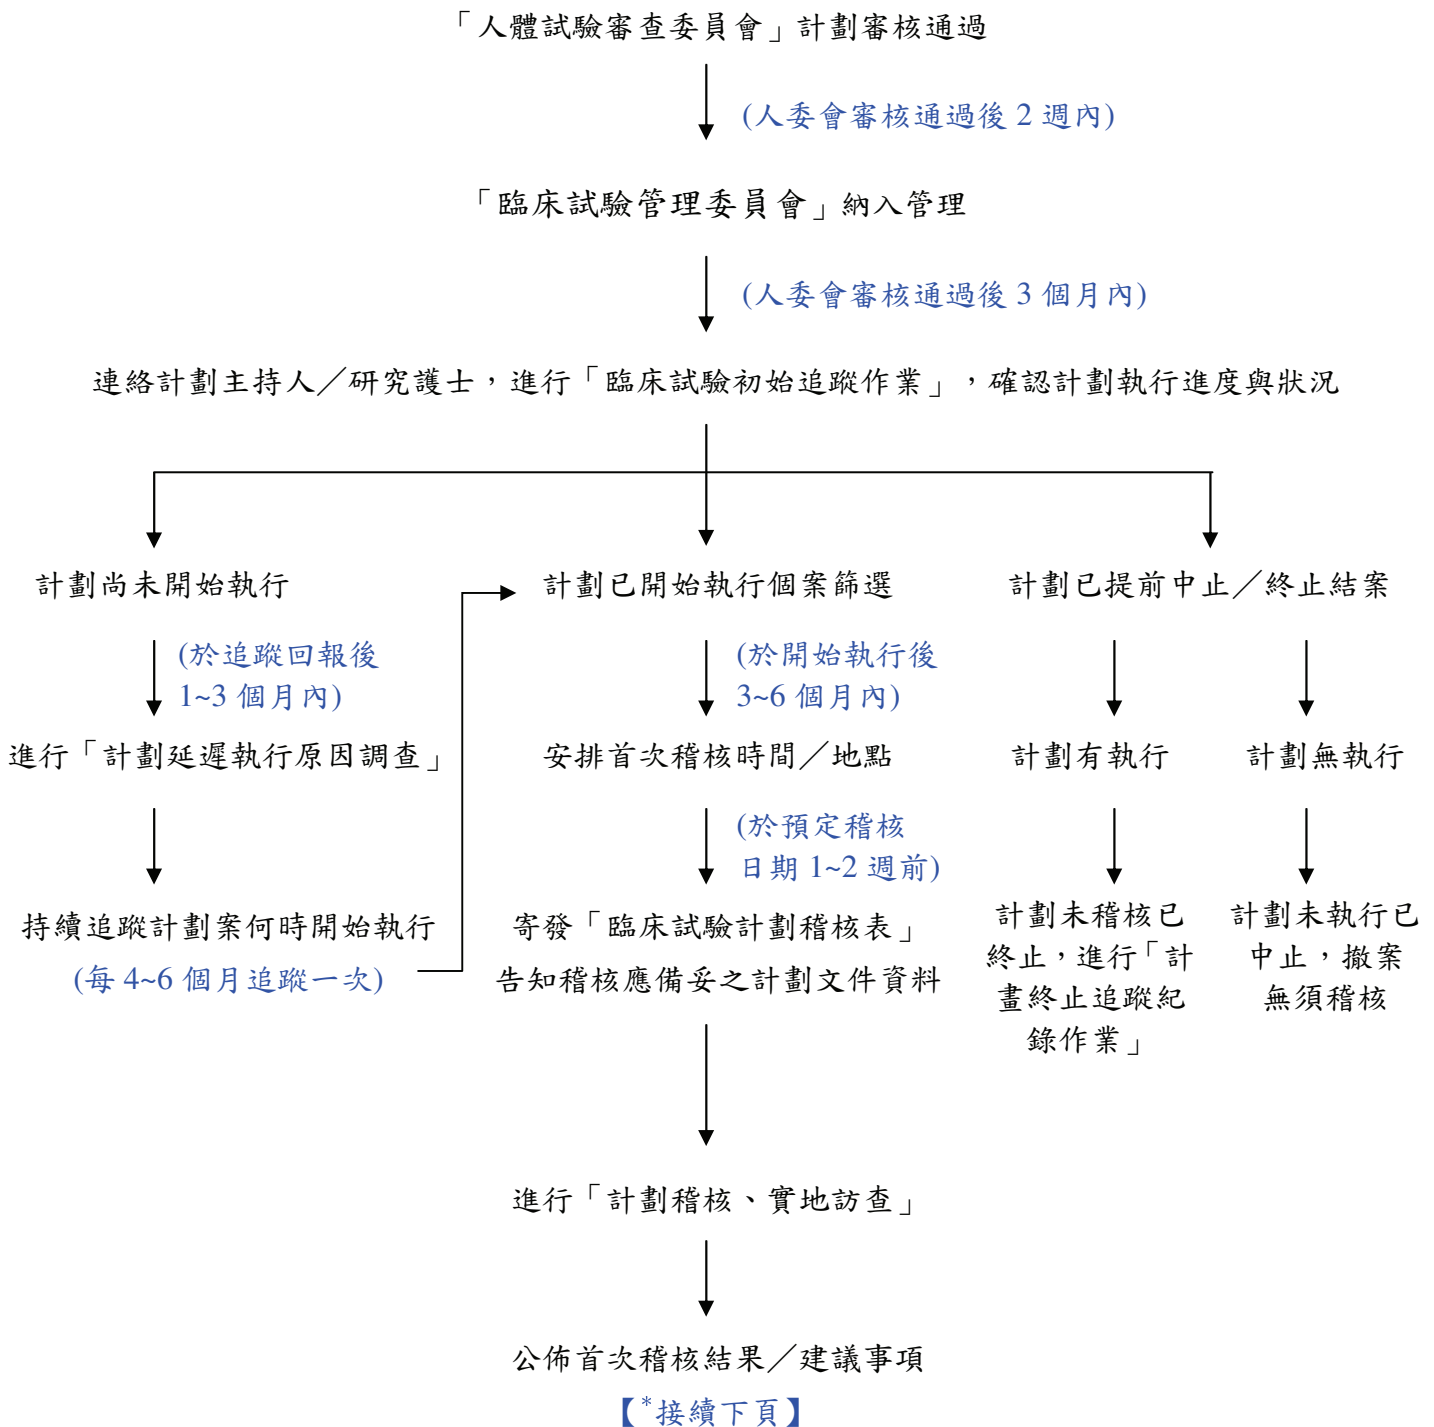 「人體試驗審查委員會」計劃審核通過
(人委會審核通過後 2 週內)
「臨床試驗管理委員會」納入管理
(人委會審核通過後 3 個月內)
連絡計劃主持人／研究護士，進行「臨床試驗初始追蹤作業」，確認計劃執行進度與狀況
計劃尚未開始執行
(於追蹤回報後
1~3 個月內)
進行「計劃延遲執行原因調查」
持續追蹤計劃案何時開始執行
(每 4~6 個月追蹤一次)
計劃已開始執行個案篩選
(於開始執行後
3~6 個月內)
安排首次稽核時間／地點
(於預定稽核
日期 1~2 週前)
寄發「臨床試驗計劃稽核表」
告知稽核應備妥之計劃文件資料
計劃已提前中止／終止結案
計劃有執行
計劃未稽核已
終止，進行「計
畫終止追蹤紀
錄作業」
計劃無執行
計劃未執行已
中止，撤案
無須稽核
進行「計劃稽核、實地訪查」
公佈首次稽核結果／建議事項
【*接續下頁】